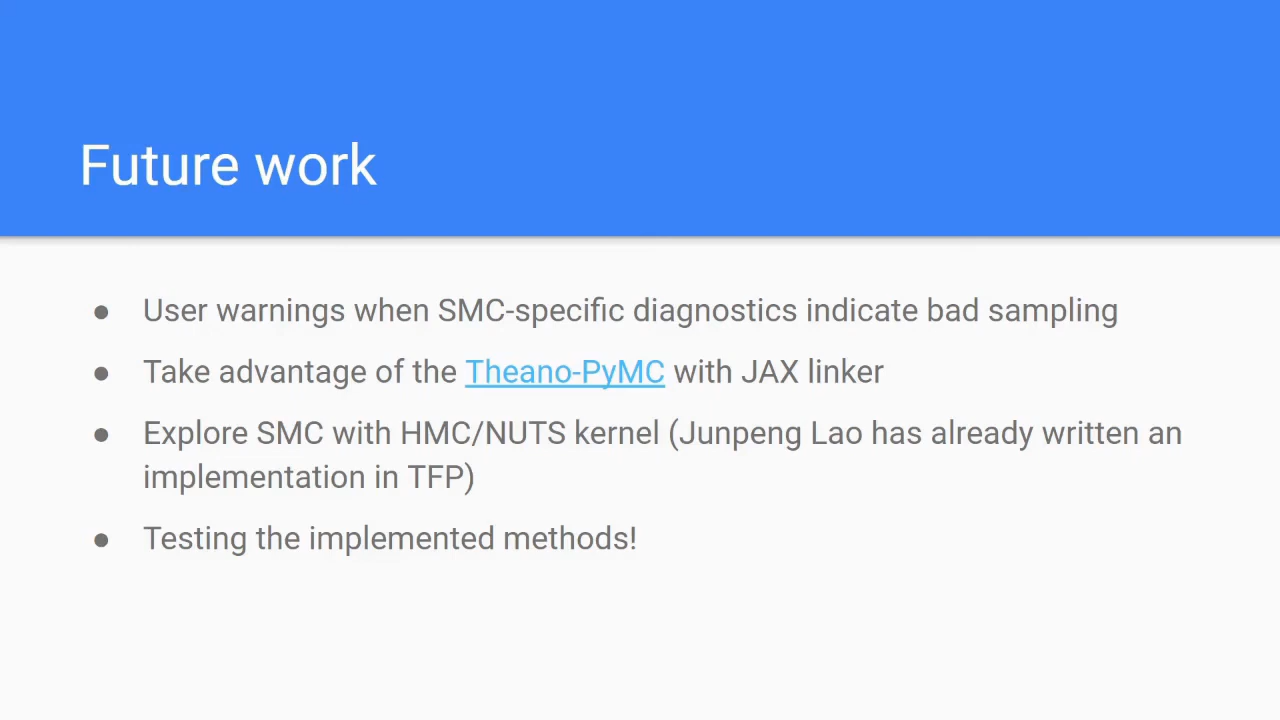 Future work
● User warnings when SMC-specific diagnostics indicate bad sampling
● Take advantage of the Theano-PyMC with JAX linker
● Explore SMC with HMC/NUTS kernel (Junpeng Lao has already written an
implementation in TFP)
● Testing the implemented methods!